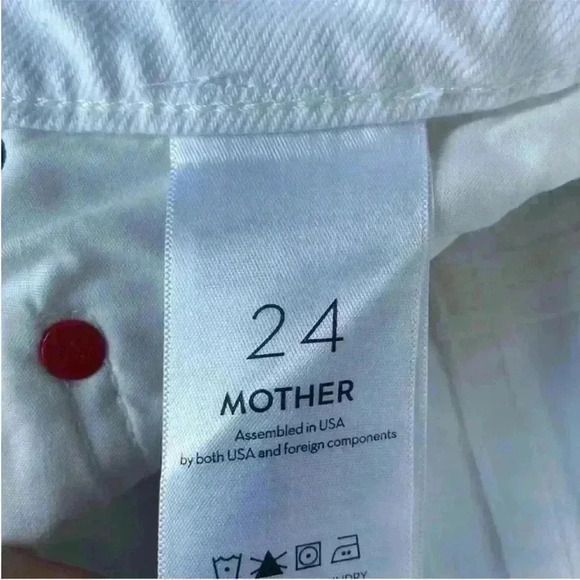 24
MOTHER
Assembled in USA
by both USA and foreign components